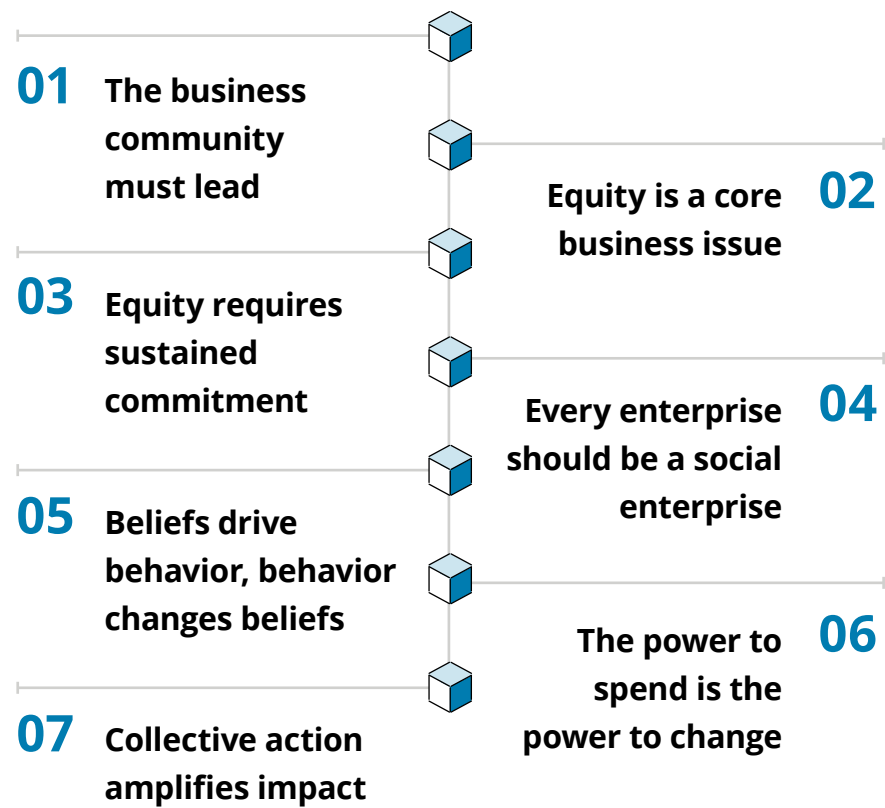 01
The business
community
must lead
02
Equity is a core
business issue
03
Equity requires
sustained
commitment
04
Every enterprise
should be a social
enterprise
05
Beliefs drive
behavior, behavior
changes beliefs
06
The power to
spend is the
power to change
07
Collective action
amplifies impact